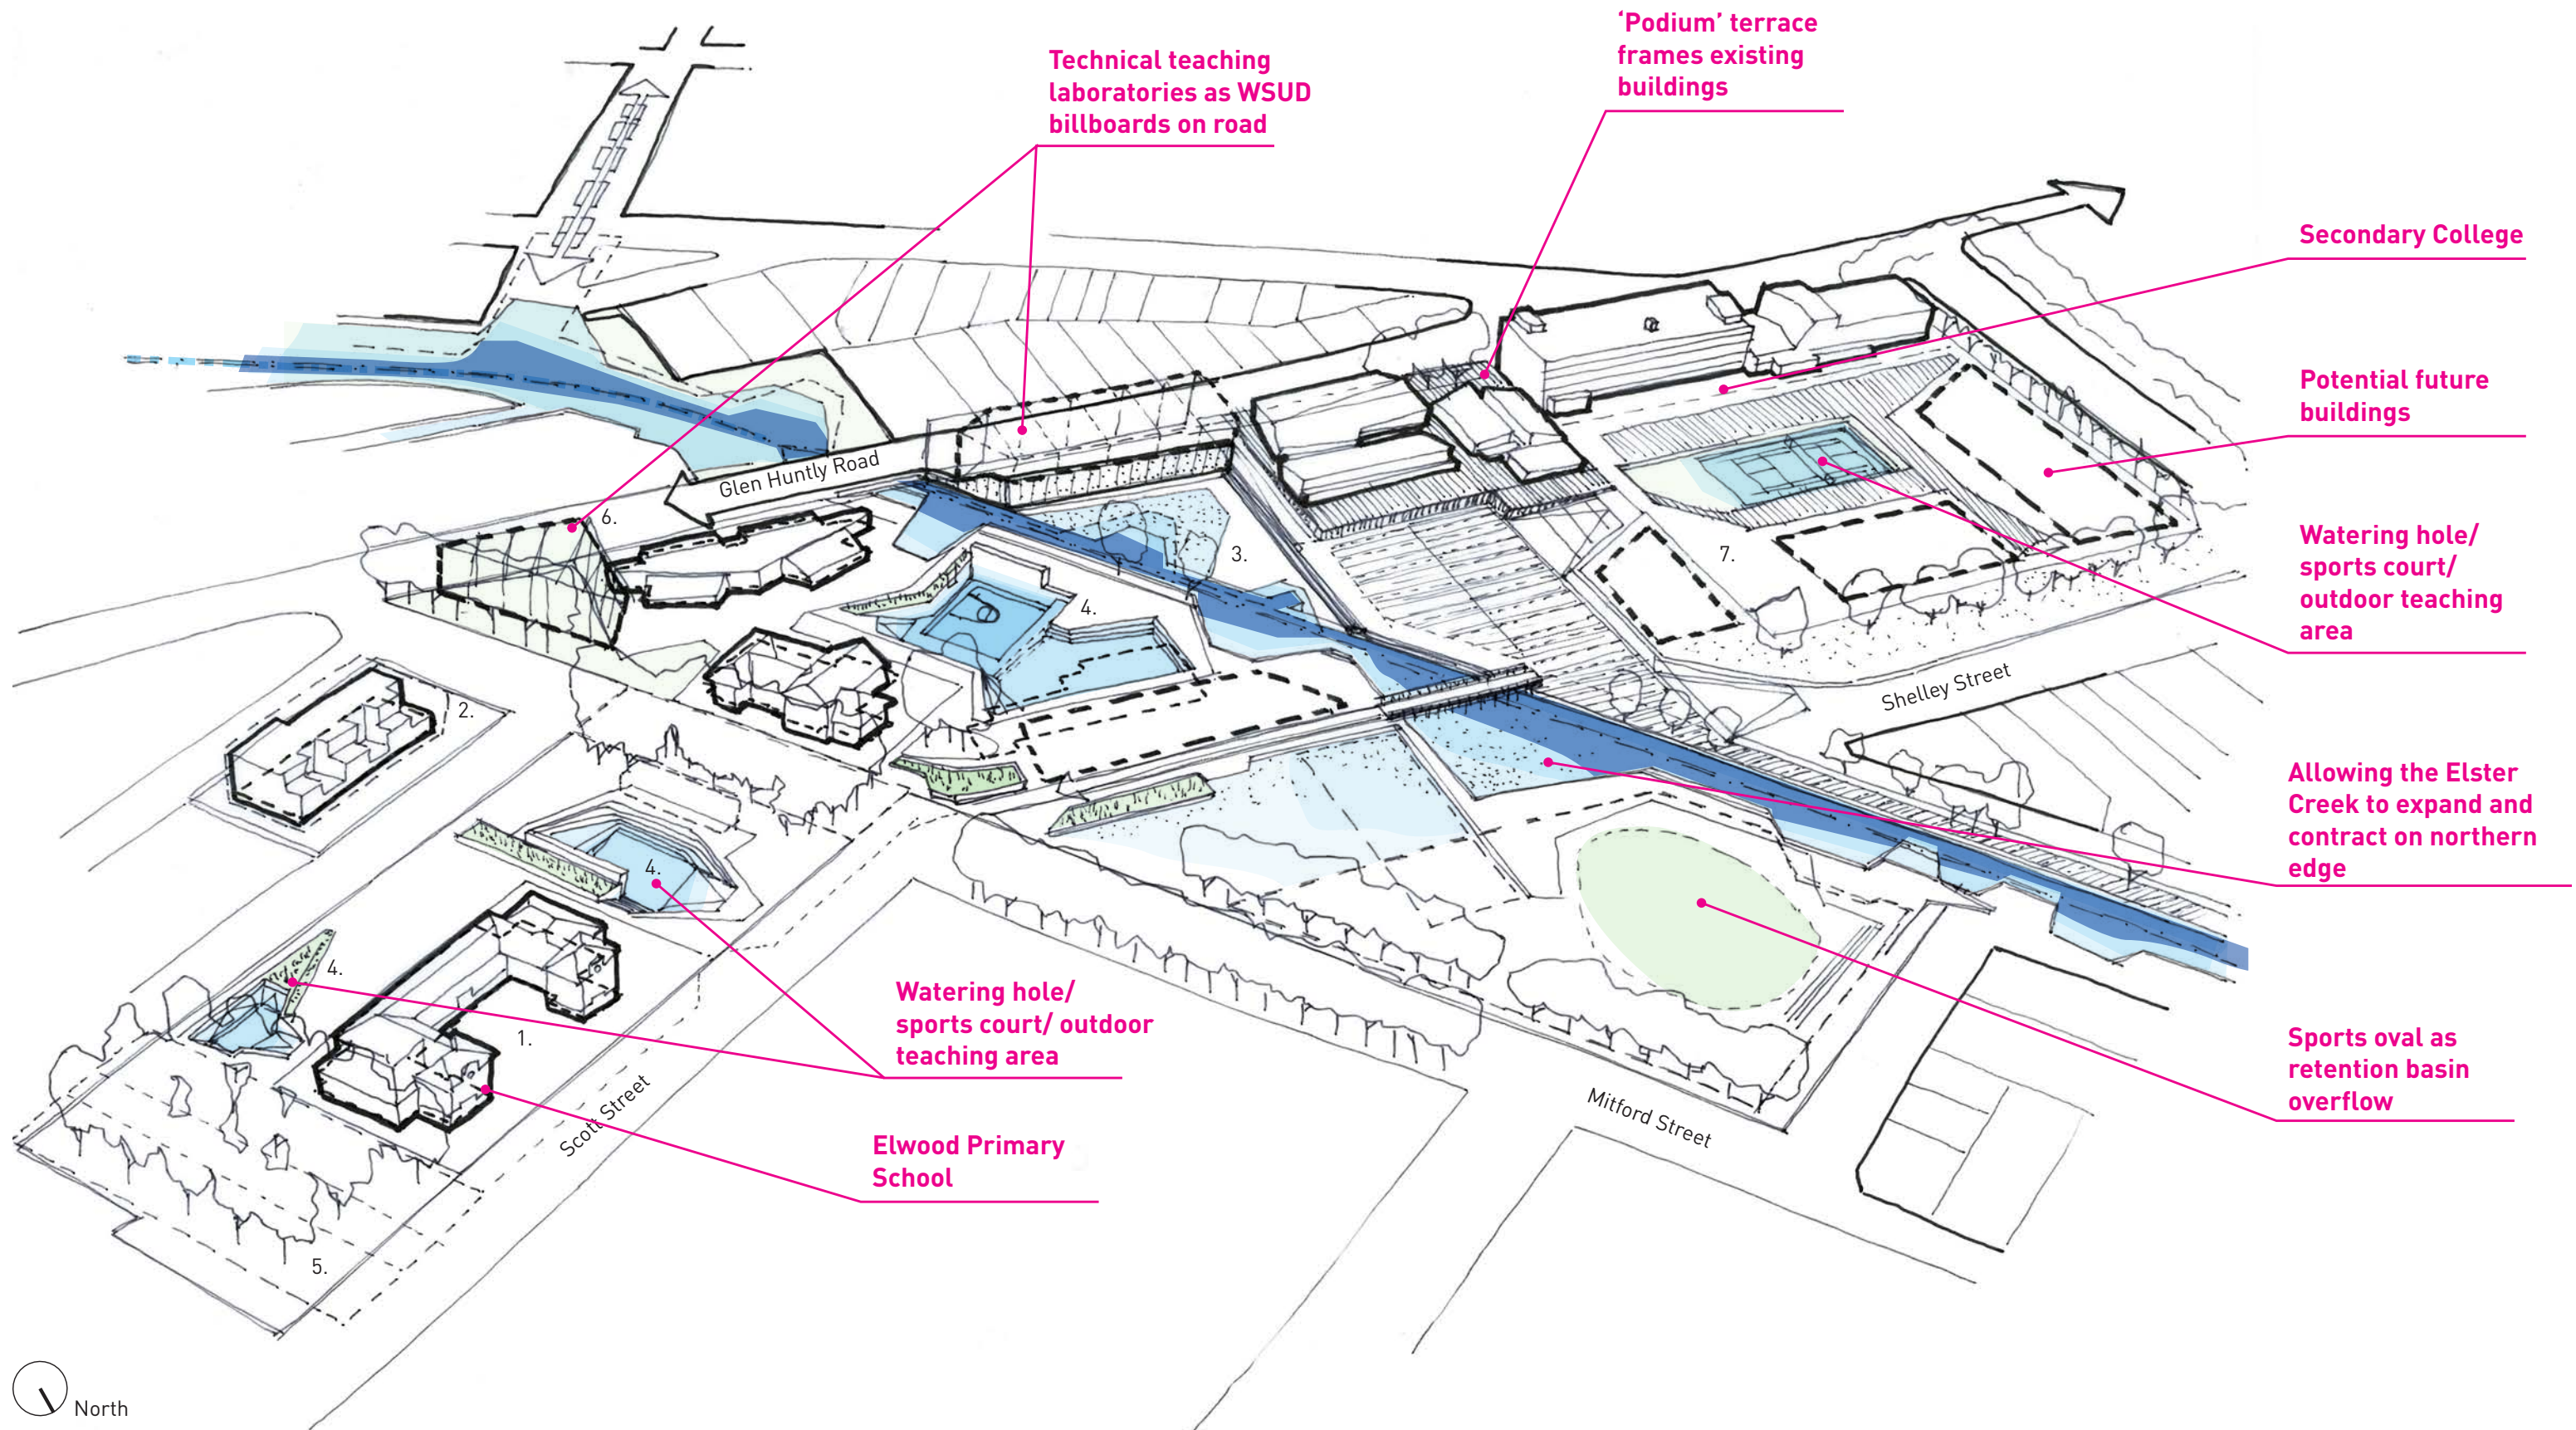 ‘Podium’ terrace
frames existing
buildings
Technical teaching
laboratories as WSUD
billboards on road
Secondary College
Potential future
buildings
Glen Huntly Road
6.
Watering hole/
sports court/
outdoor teaching
area
3.
7.
4.
Shelley Street
2.
Allowing the Elster
Creek to expand and
contract on northern
edge
4.
4.
Watering hole/
sports court/ outdoor
teaching area
1.
Sports oval as
retention basin
overflow
Scott Street
Mitford Street
Elwood Primary
School
5.
North